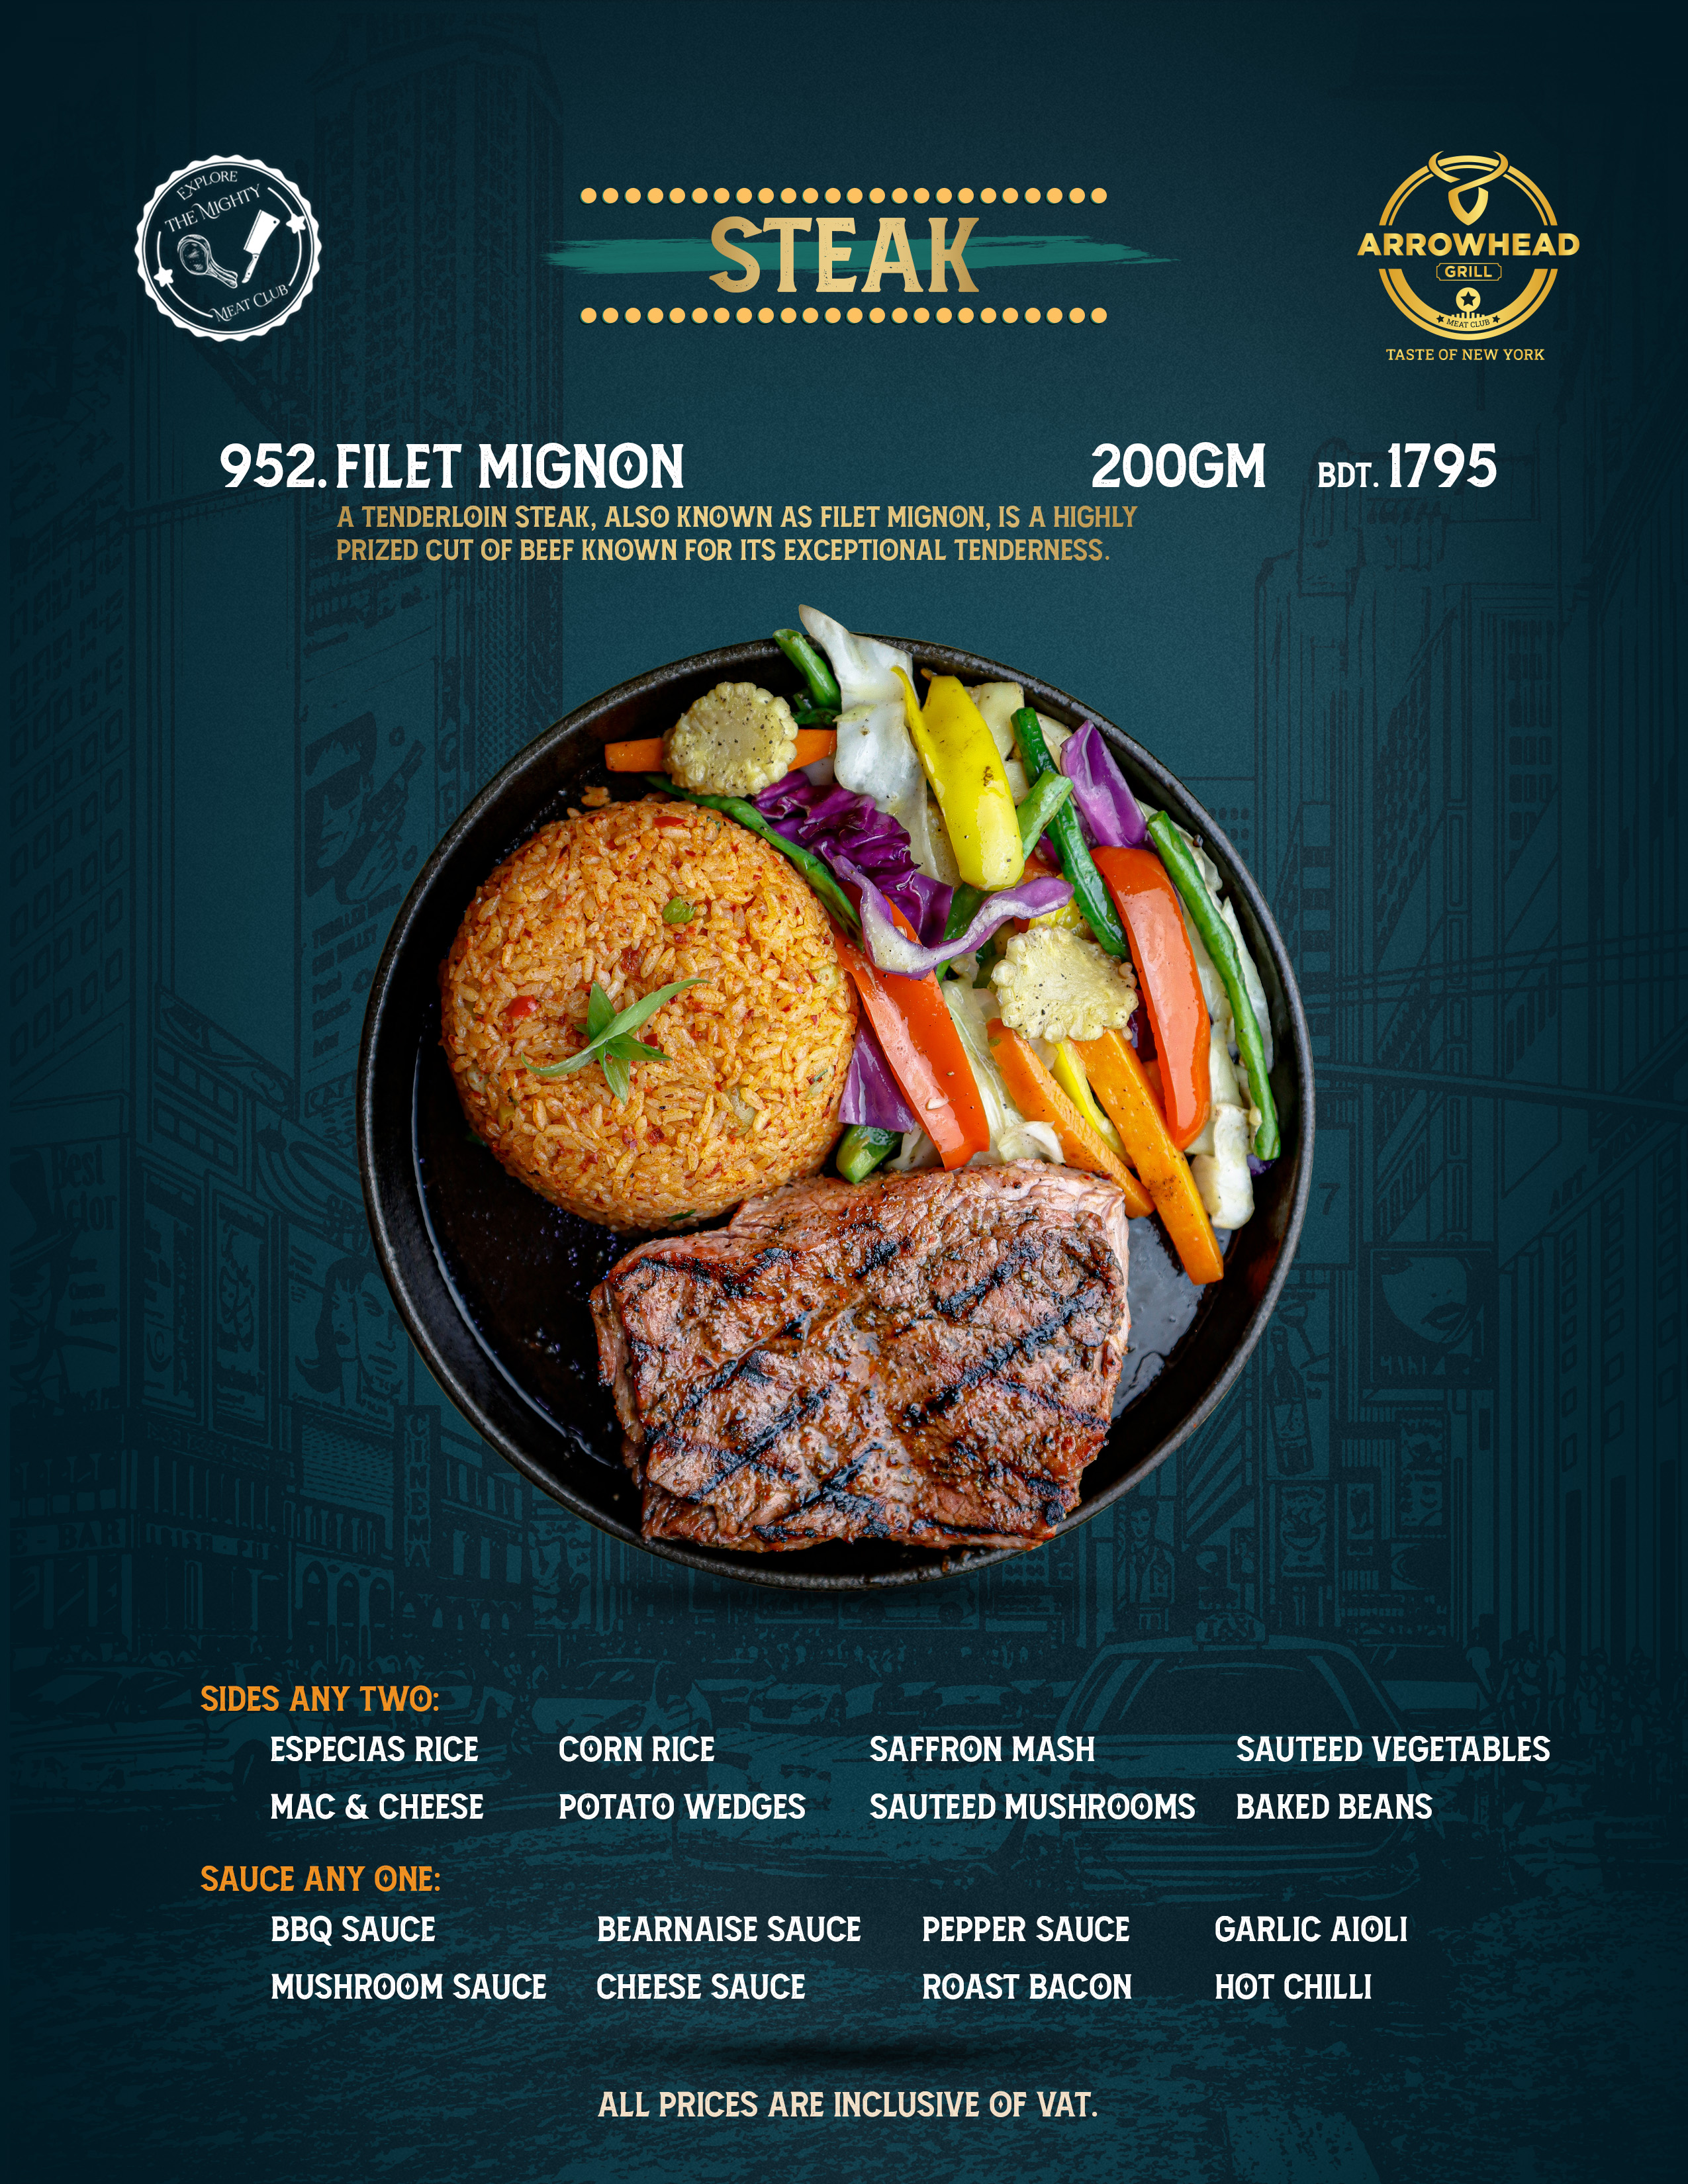 EXPLORE
THE MIGHTY
MEAT CLUB
STEAK
ARROWHEAD
GRILL
MEAT CLUB
TASTE OF NEW YORK
952. FILET MIGNON 200GM BDT. 1795
A TENDERLOIN STEAK, ALSO KNOWN AS FILET MIGNON, IS A HIGHLY
PRIZED CUT OF BEEF KNOWN FOR ITS EXCEPTIONAL TENDERNESS.
Best
CINEMA
BAR
SIDES ANY TWO:
ESPECIAS RICE CORN RICE SAFFRON MASH SAUTEED VEGETABLES
MAC & CHEESE POTATO WEDGES SAUTEED MUSHROOMS BAKED BEANS
SAUCE ANY ONE:
BBQ SAUCE BEARNAISE SAUCE PEPPER SAUCE GARLIC AIOLI
MUSHROOM SAUCE CHEESE SAUCE ROAST BACON HOT CHILLI
ALL PRICES ARE INCLUSIVE OF VAT.